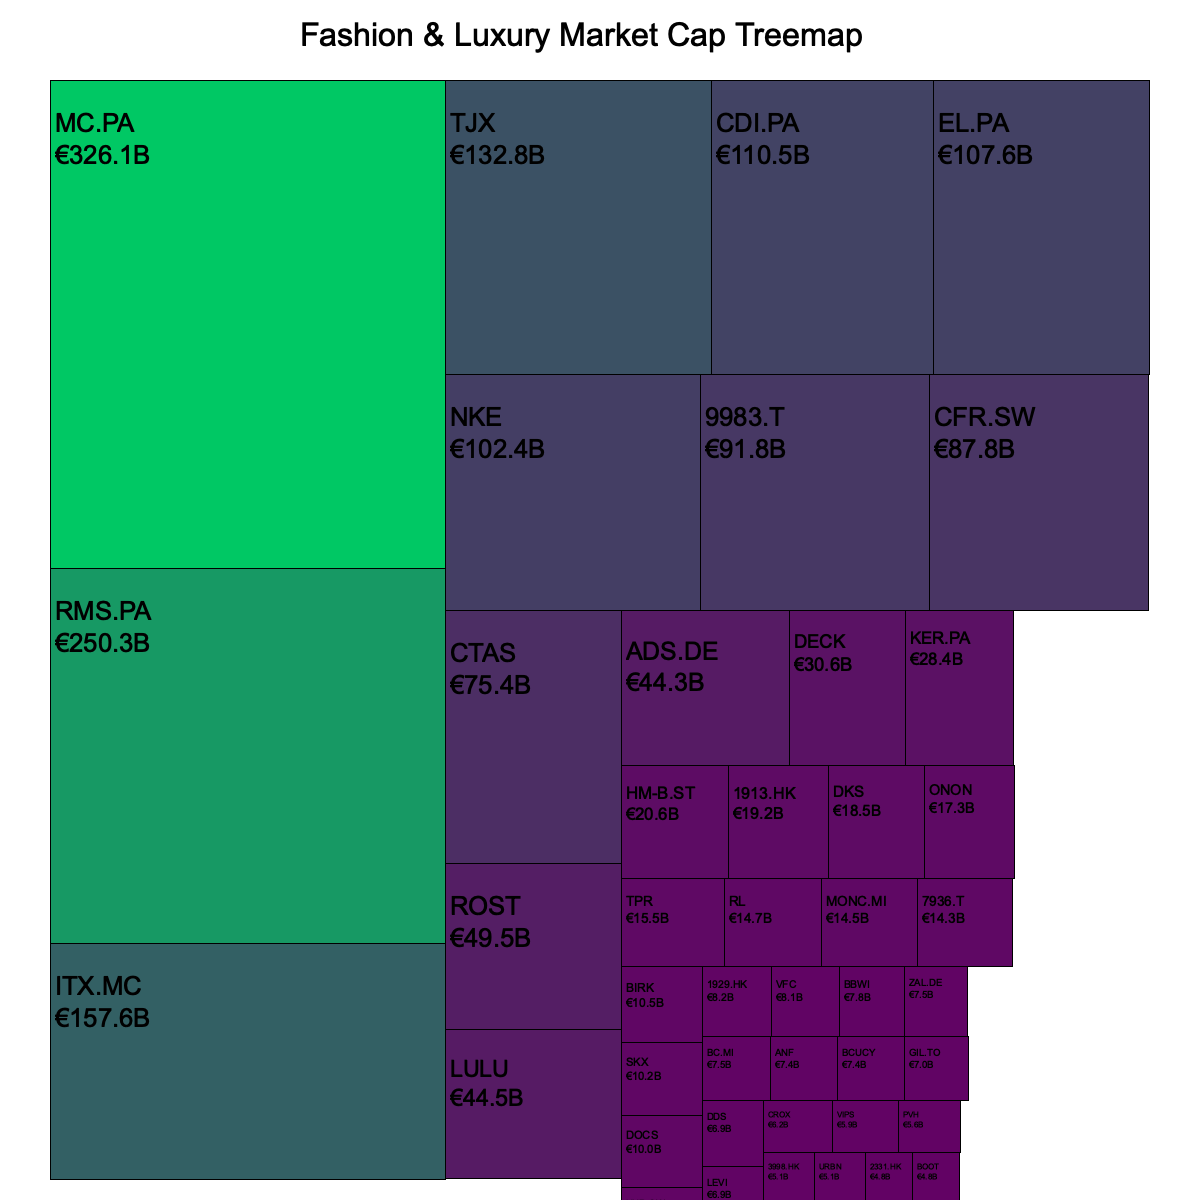 Fashion & Luxury Market Cap Treemap
MC.PA
€326.1B
RMS.PA
€250.3B
ITX.MC
€157.6B
TJX
€132.8B
CDI.PA
€110.5B
EL.PA
€107.6B
NKE
€102.4B
9983.T
€91.8B
CFR.SW
€87.8B
CTAS
€75.4B
ROST
€49.5B
LULU
€44.5B
ADS.DE
€44.3B
DECK
€30.6B
KER.PA
€28.4B
HM-B.ST
€20.6B
1913.HK
€19.2B
DKS
€18.5B
ONON
€17.3B
TPR
€15.5B
RL
€14.7B
MONC.MI
€14.5B
7936.T
€14.3B
BIRK
€10.5B
SKX
€10.2B
DOCS
€10.0B
1929.HK
€8.2B
VFC
€8.1B
BBWI
€7.8B
ZAL.DE
€7.5B
BC.MI
€7.5B
ANF
€7.4B
BCUCY
€7.4B
GIL.TO
€7.0B
DDS
€6.9B
LEVI
€6.9B
CROX
€6.2B
VIPS
€5.9B
PVH
€5.6B
3998.HK
€5.1B
URBN
€5.1B
2331.HK
€4.8B
BOOT